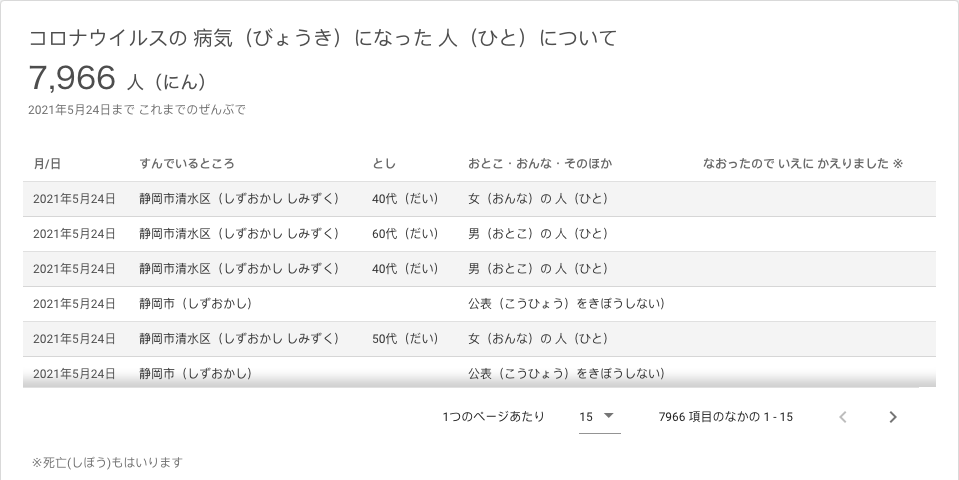 コロナウイルスの 病気（びょうき）になった 人（ひと）について
7,966 人（にん）
2021年5月24日まで これまでのぜんぶで
月/日 すんでいるところ とし おとこ・おんな・そのほか なおったので いえに かえりました ※
2021年5月24日 静岡市清水区（しずおかし しみずく） 40代（だい） 女（おんな）の 人（ひと）
2021年5月24日 静岡市清水区（しずおかし しみずく） 60代（だい） 男（おとこ）の 人（ひと）
2021年5月24日 静岡市清水区（しずおかし しみずく） 40代（だい） 男（おとこ）の 人（ひと）
2021年5月24日 静岡市（しずおかし） 公表（こうひょう）をきぼうしない）
2021年5月24日 静岡市清水区（しずおかし しみずく） 50代（だい） 女（おんな）の 人（ひと）
2021年5月24日 静岡市（しずおかし） 公表（こうひょう）をきぼうしない）
1つのページあたり 15 7966 項目のなかの 1 - 15
※死亡(しぼう)もはいります